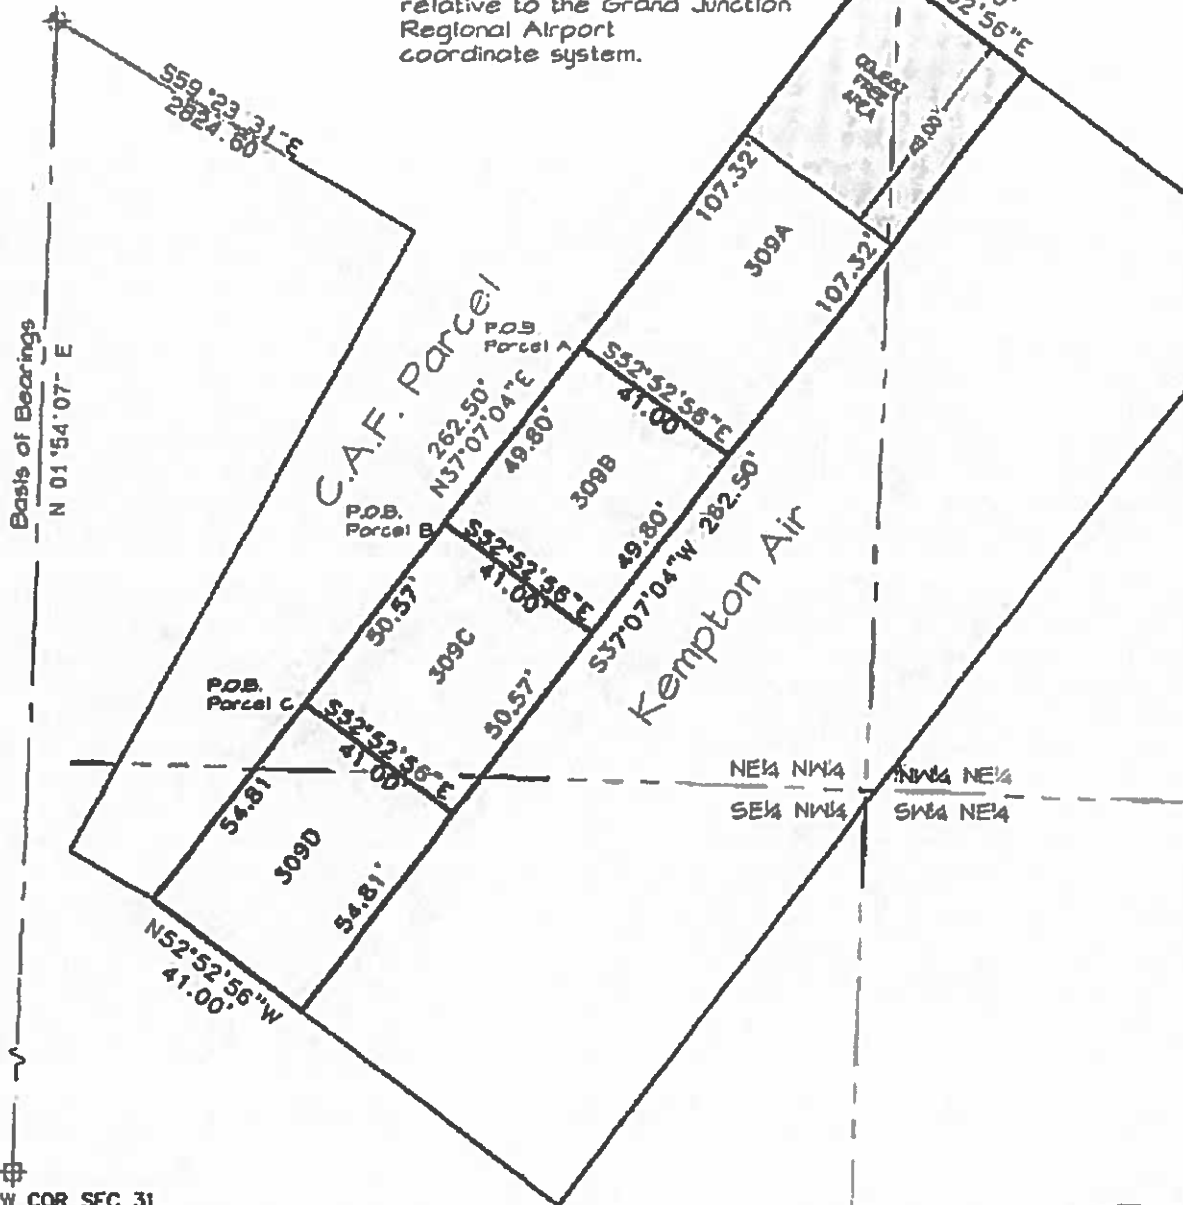 relative to the Grand Junction
Regional Airport
coordinate system.
2'56"E
S59°23'31"E
2824.60
49.00'
107.32'
309A
107.32'
Basis of Bearings
N 01°54'07" E
C.A.F. Parcel
P.O.B.
Parcel A
S52°52'56"E
41.00'
262.50'
N37°07'04"E
49.80'
309B
P.O.B.
Parcel B
S52°52'56"E
41.00'
49.80'
S37°07'04"W 262.50'
Kempton Air
50.57'
309C
50.57'
P.O.B.
Parcel C
S52°52'56"E
41.00'
NE¼ NW¼
NW¼ NE¼
SE¼ NW¼
SW¼ NE¼
54.81'
309D
54.81'
N52°52'56"W
41.00'
W COR SEC 31